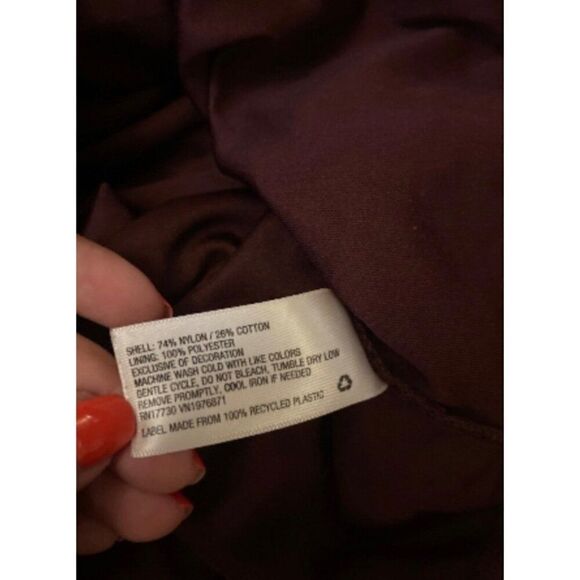 SHELL: 74% NYLON / 26% COTTON
LINING: 100% POLYESTER
EXCLUSIVE OF DECORATION
MACHINE WASH COLD WITH LIKE COLORS
GENTLE CYCLE, DO NOT BLEACH, TUMBLE DRY LOW
REMOVE PROMPTLY, COOL IRON IF NEEDED
RN17730 VN1976871
LABEL MADE FROM 100% RECYCLED PLASTIC